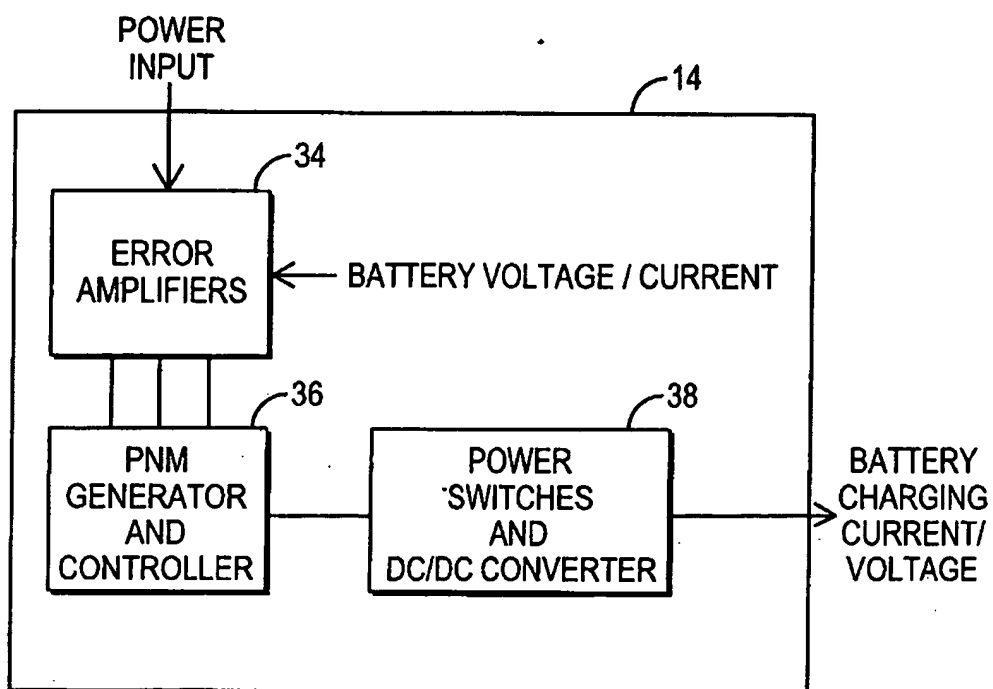 POWER
INPUT
14
34
ERROR
AMPLIFIERS
BATTERY VOLTAGE / CURRENT
36
PNM
GENERATOR
AND
CONTROLLER
38
POWER
SWITCHES
AND
DC/DC CONVERTER
BATTERY
CHARGING
CURRENT/
VOLTAGE